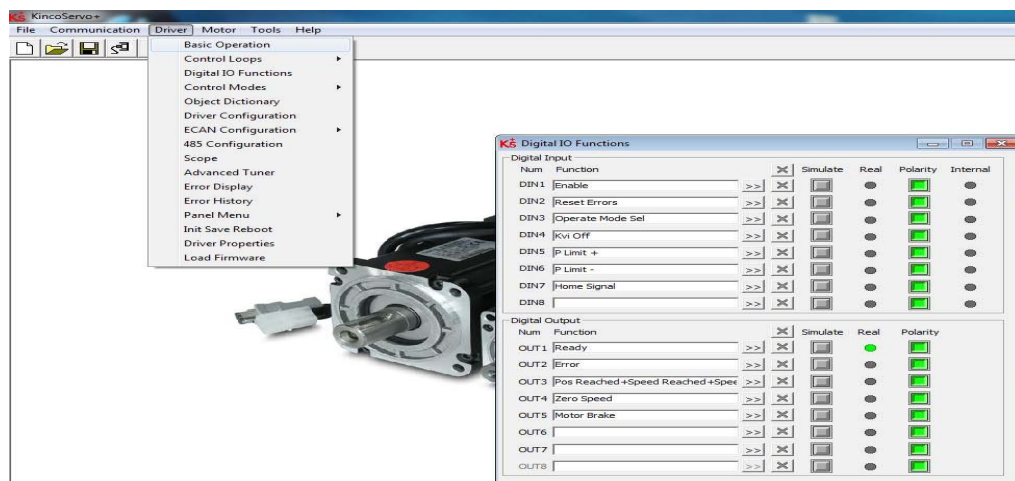 KS KincoServo+
File Communication Driver Motor Tools Help
Basic Operation
Control Loops
Digital IO Functions
Control Modes
Object Dictionary
Driver Configuration
ECAN Configuration
485 Configuration
Scope
Advanced Tuner
Error Display
Error History
Panel Menu
Init Save Reboot
Driver Properties
Load Firmware
KS Digital IO Functions
Digital Input
Num Function Simulate Real Polarity Internal
DIN1 Enable >>
DIN2 Reset Errors >>
DIN3 Operate Mode Sel >>
DIN4 Kvi Off >>
DIN5 P Limit + >>
DIN6 P Limit - >>
DIN7 Home Signal >>
DIN8 >>
Digital Output
Num Function Simulate Real Polarity
OUT1 Ready >>
OUT2 Error >>
OUT3 Pos Reached+Speed Reached+Spee >>
OUT4 Zero Speed >>
OUT5 Motor Brake >>
OUT6 >>
OUT7 >>
OUT8 >>